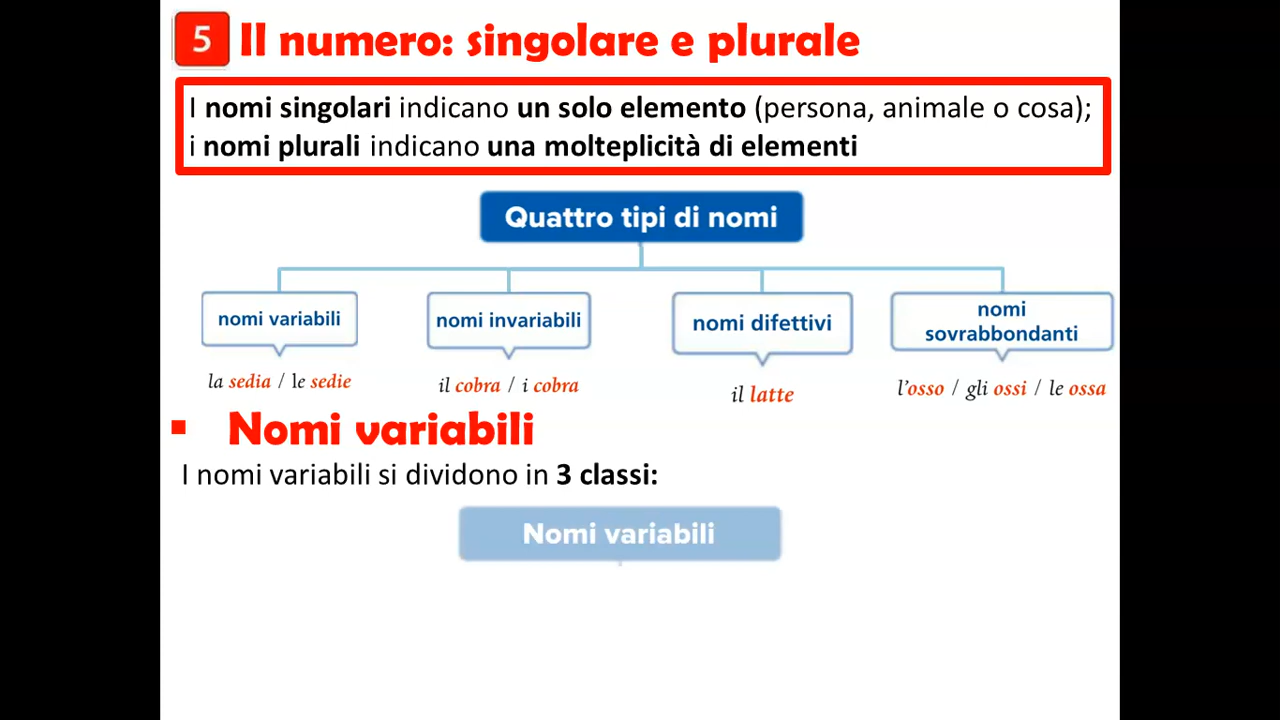 5 Il numero: singolare e plurale
I nomi singolari indicano un solo elemento (persona, animale o cosa);
i nomi plurali indicano una molteplicità di elementi
Quattro tipi di nomi
nomi variabili
nomi invariabili
nomi difettivi
nomi
sovrabbondanti
la sedia / le sedie
il cobra / i cobra
il latte
l'osso / gli ossi / le ossa
▪ Nomi variabili
I nomi variabili si dividono in 3 classi:
Nomi variabili